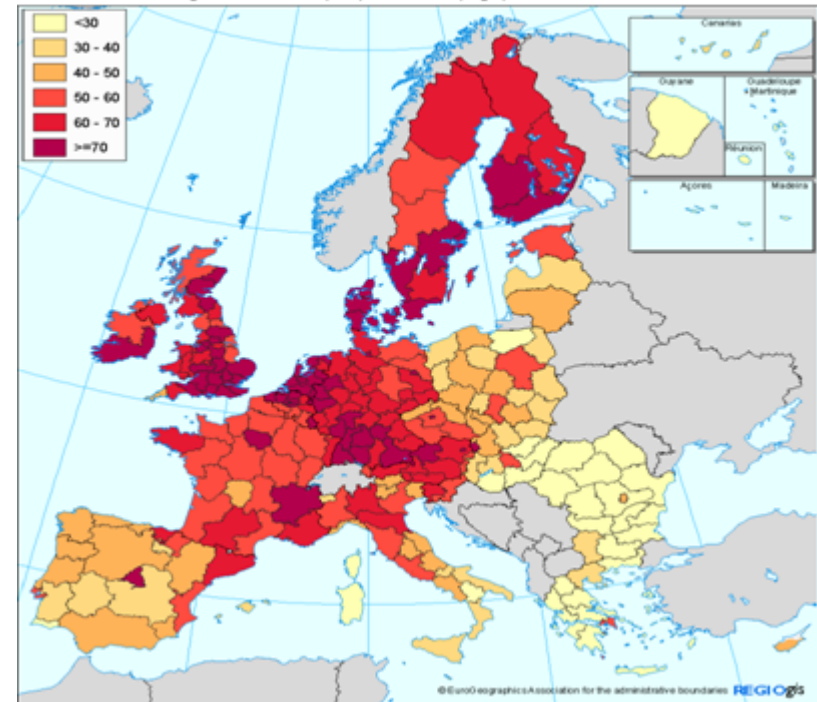 <30
30 - 40
40 - 50
50 - 60
60 - 70
>=70
Canarias
Guyane
Guadeloupe
Martinique
Réunion
Açores
Madeira
© EuroGeographics Association for the administrative boundaries REGIOgis